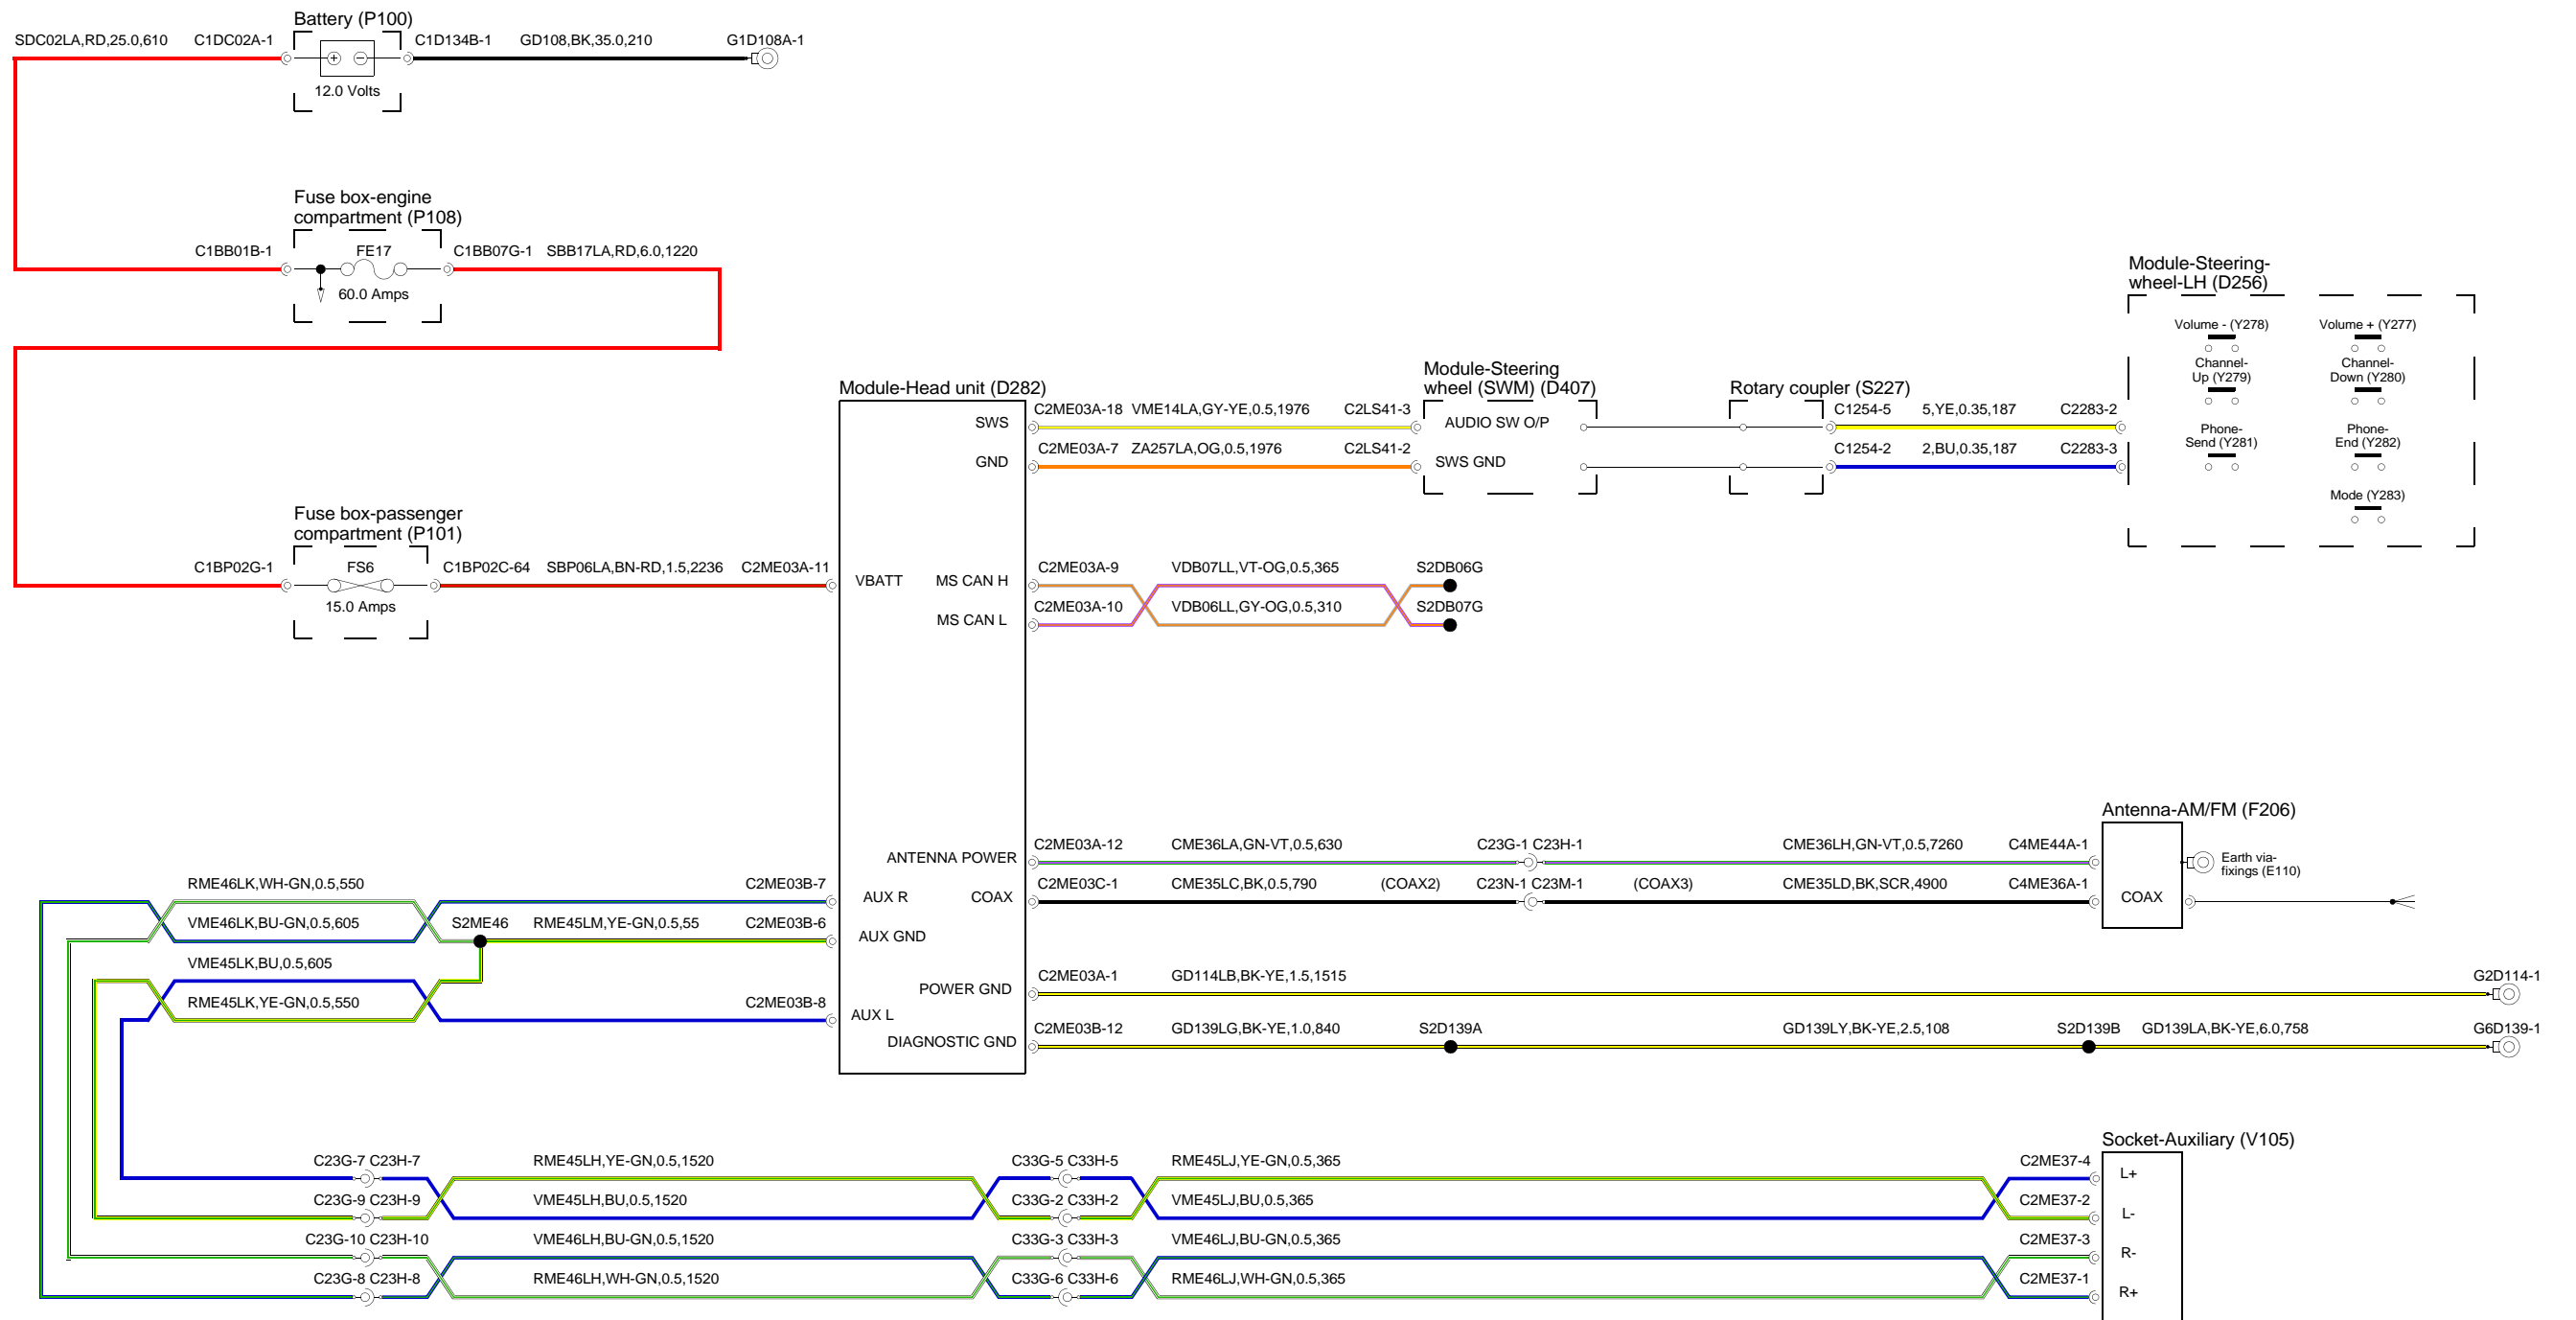 Battery (P100)
SDC02LA,RD,25.0,610
C1DC02A-1
C1D134B-1
GD108,BK,35.0,210
G1D108A-1
12.0 Volts
Fuse box-engine
compartment (P108)
C1BB01B-1
FE17
C1BB07G-1
SBB17LA,RD,6.0,1220
60.0 Amps
Fuse box-passenger
compartment (P101)
C1BP02G-1
FS6
C1BP02C-64
SBP06LA,BN-RD,1.5,2236
C2ME03A-11
15.0 Amps
Module-Head unit (D282)
SWS
GND
VBATT
MS CAN H
MS CAN L
ANTENNA POWER
AUX R
COAX
AUX GND
POWER GND
AUX L
DIAGNOSTIC GND
C2ME03A-18
VME14LA,GY-YE,0.5,1976
C2LS41-3
C2ME03A-7
ZA257LA,OG,0.5,1976
C2LS41-2
Module-Steering
wheel (SWM) (D407)
AUDIO SW O/P
SWS GND
Rotary coupler (S227)
C1254-5
5,YE,0.35,187
C2283-2
C1254-2
2,BU,0.35,187
C2283-3
Module-Steering-
wheel-LH (D256)
Volume - (Y278)
Volume + (Y277)
Channel-
Up (Y279)
Channel-
Down (Y280)
Phone-
Send (Y281)
Phone-
End (Y282)
Mode (Y283)
C2ME03A-9
VDB07LL,VT-OG,0.5,365
S2DB06G
C2ME03A-10
VDB06LL,GY-OG,0.5,310
S2DB07G
Antenna-AM/FM (F206)
C2ME03A-12
CME36LA,GN-VT,0.5,630
C23G-1 C23H-1
CME36LH,GN-VT,0.5,7260
C4ME44A-1
Earth via-
fixings (E110)
C2ME03C-1
CME35LC,BK,0.5,790
(COAX2)
C23N-1 C23M-1
(COAX3)
CME35LD,BK,SCR,4900
C4ME36A-1
COAX
RME46LK,WH-GN,0.5,550
C2ME03B-7
VME46LK,BU-GN,0.5,605
S2ME46
RME45LM,YE-GN,0.5,55
C2ME03B-6
VME45LK,BU,0.5,605
RME45LK,YE-GN,0.5,550
C2ME03B-8
C2ME03A-1
GD114LB,BK-YE,1.5,1515
G2D114-1
C2ME03B-12
GD139LG,BK-YE,1.0,840
S2D139A
GD139LY,BK-YE,2.5,108
S2D139B
GD139LA,BK-YE,6.0,758
G6D139-1
Socket-Auxiliary (V105)
C23G-7 C23H-7
RME45LH,YE-GN,0.5,1520
C33G-5 C33H-5
RME45LJ,YE-GN,0.5,365
C2ME37-4
L+
C23G-9 C23H-9
VME45LH,BU,0.5,1520
C33G-2 C33H-2
VME45LJ,BU,0.5,365
C2ME37-2
L-
C23G-10 C23H-10
VME46LH,BU-GN,0.5,1520
C33G-3 C33H-3
VME46LJ,BU-GN,0.5,365
C2ME37-3
R-
C23G-8 C23H-8
RME46LH,WH-GN,0.5,1520
C33G-6 C33H-6
RME46LJ,WH-GN,0.5,365
C2ME37-1
R+